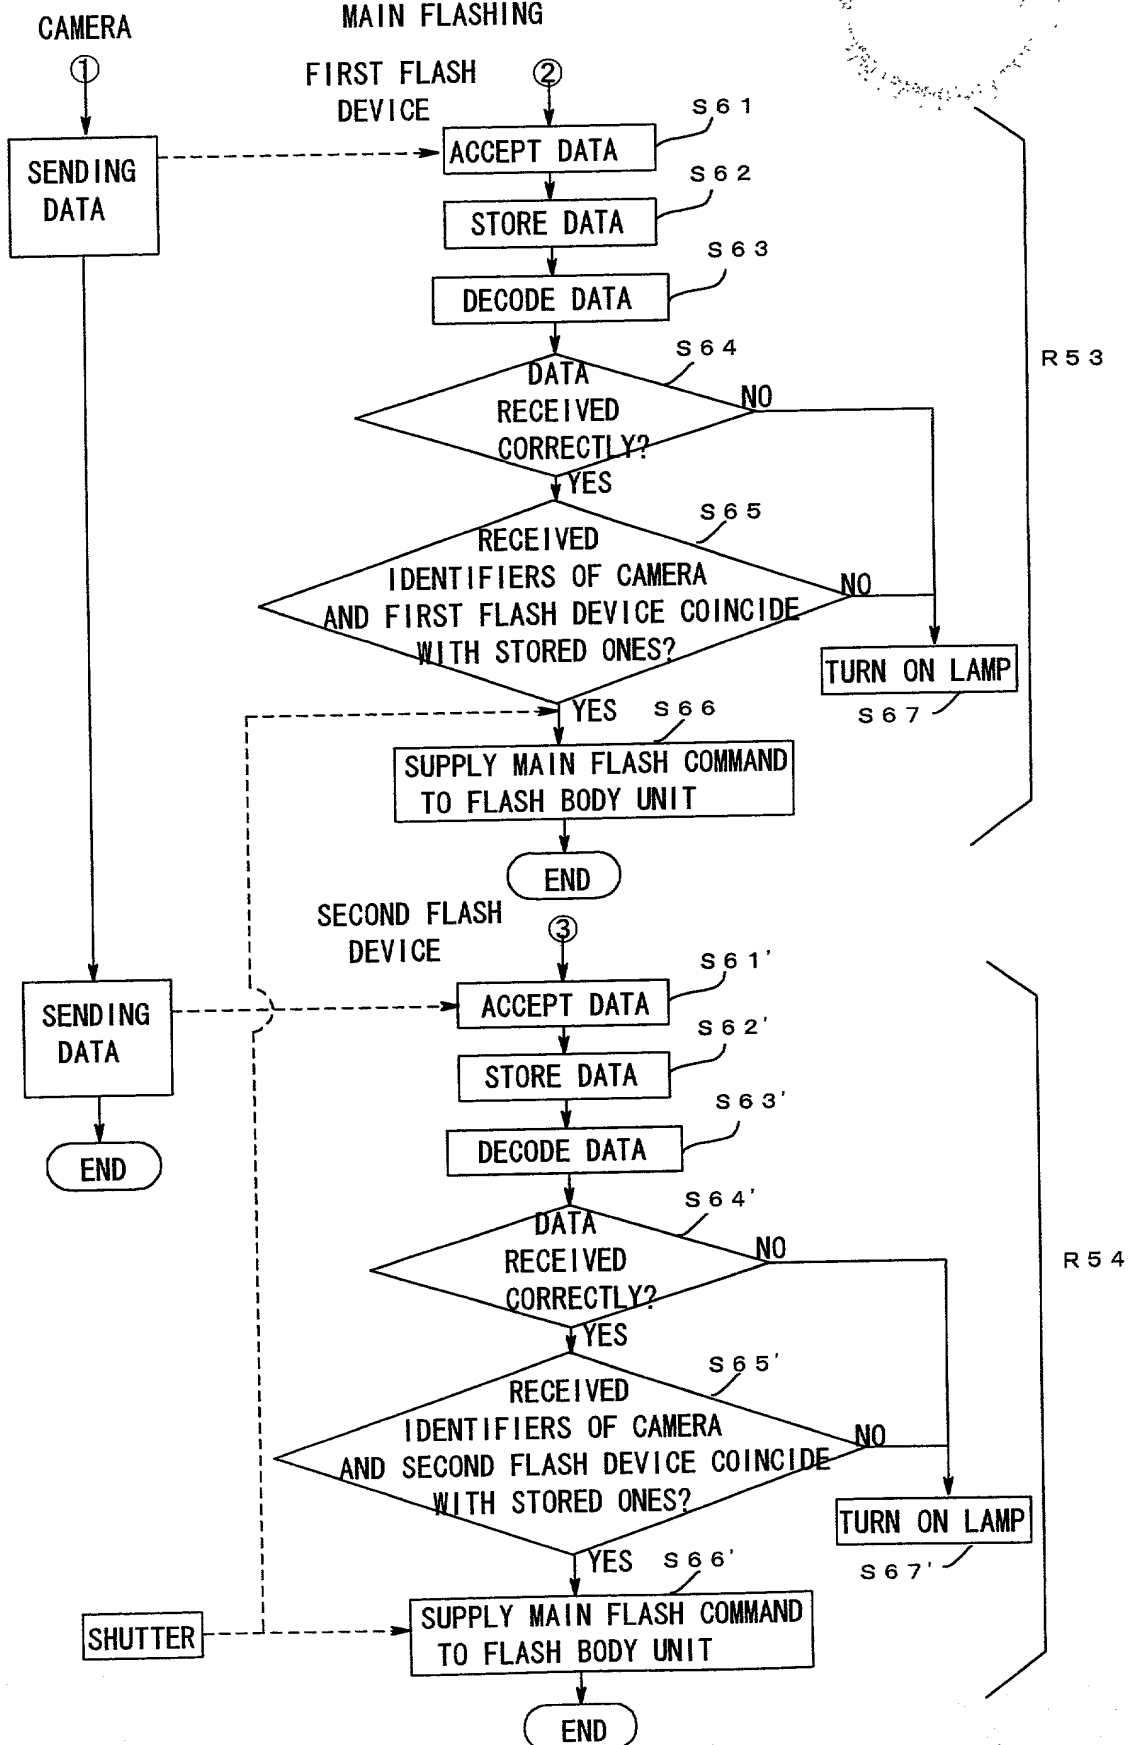 MAIN FLASHING
CAMERA
①
SENDING
DATA
FIRST FLASH
DEVICE
②
S61
ACCEPT DATA
S62
STORE DATA
S63
DECODE DATA
S64
DATA
RECEIVED
CORRECTLY?
NO
YES
R53
S65
RECEIVED
IDENTIFIERS OF CAMERA
AND FIRST FLASH DEVICE COINCIDE
WITH STORED ONES?
NO
TURN ON LAMP
S67
YES
S66
SUPPLY MAIN FLASH COMMAND
TO FLASH BODY UNIT
END
SECOND FLASH
DEVICE
③
S61'
SENDING
DATA
END
ACCEPT DATA
S62'
STORE DATA
S63'
DECODE DATA
S64'
DATA
RECEIVED
CORRECTLY?
NO
YES
R54
S65'
RECEIVED
IDENTIFIERS OF CAMERA
AND SECOND FLASH DEVICE COINCIDE
WITH STORED ONES?
NO
TURN ON LAMP
S67'
YES
S66'
SHUTTER
SUPPLY MAIN FLASH COMMAND
TO FLASH BODY UNIT
END